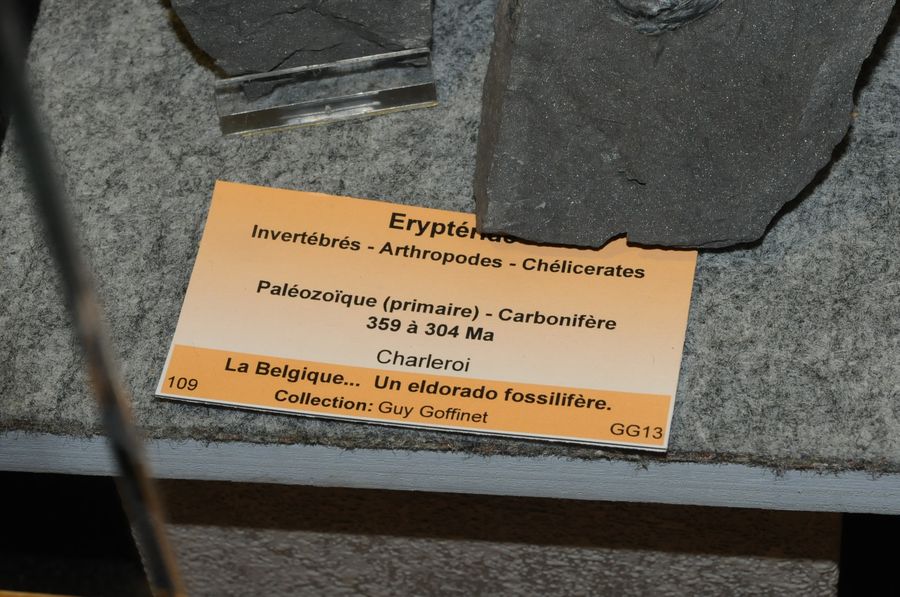 Invertébrés - Arthropodes - Chélicerates
Paléozoïque (primaire) - Carbonifère
359 à 304 Ma
Charleroi
La Belgique... Un eldorado fossilifère.
109
Collection: Guy Goffinet
GG13